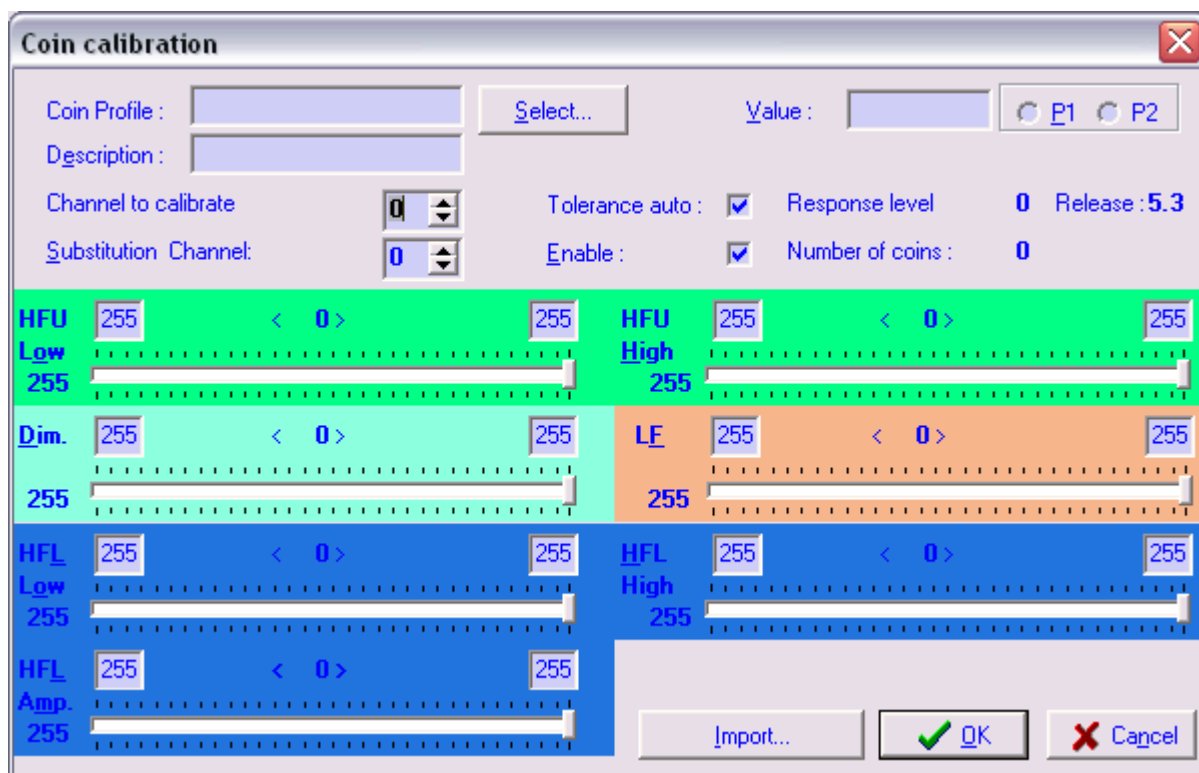 Coin calibration
Coin Profile : Select... Value : P1 P2
Description :
Channel to calibrate 0 Tolerance auto : Response level 0 Release : 5.3
Substitution Channel: 0 Enable : Number of coins : 0
HFU Low 255 255 < 0 > 255
HFU High 255 255 < 0 > 255
Dim. 255 255 < 0 > 255
LF 255 255 < 0 > 255
HFL Low 255 255 < 0 > 255
HFL High 255 255 < 0 > 255
HFL Amp. 255 255 < 0 > 255
Import... OK Cancel